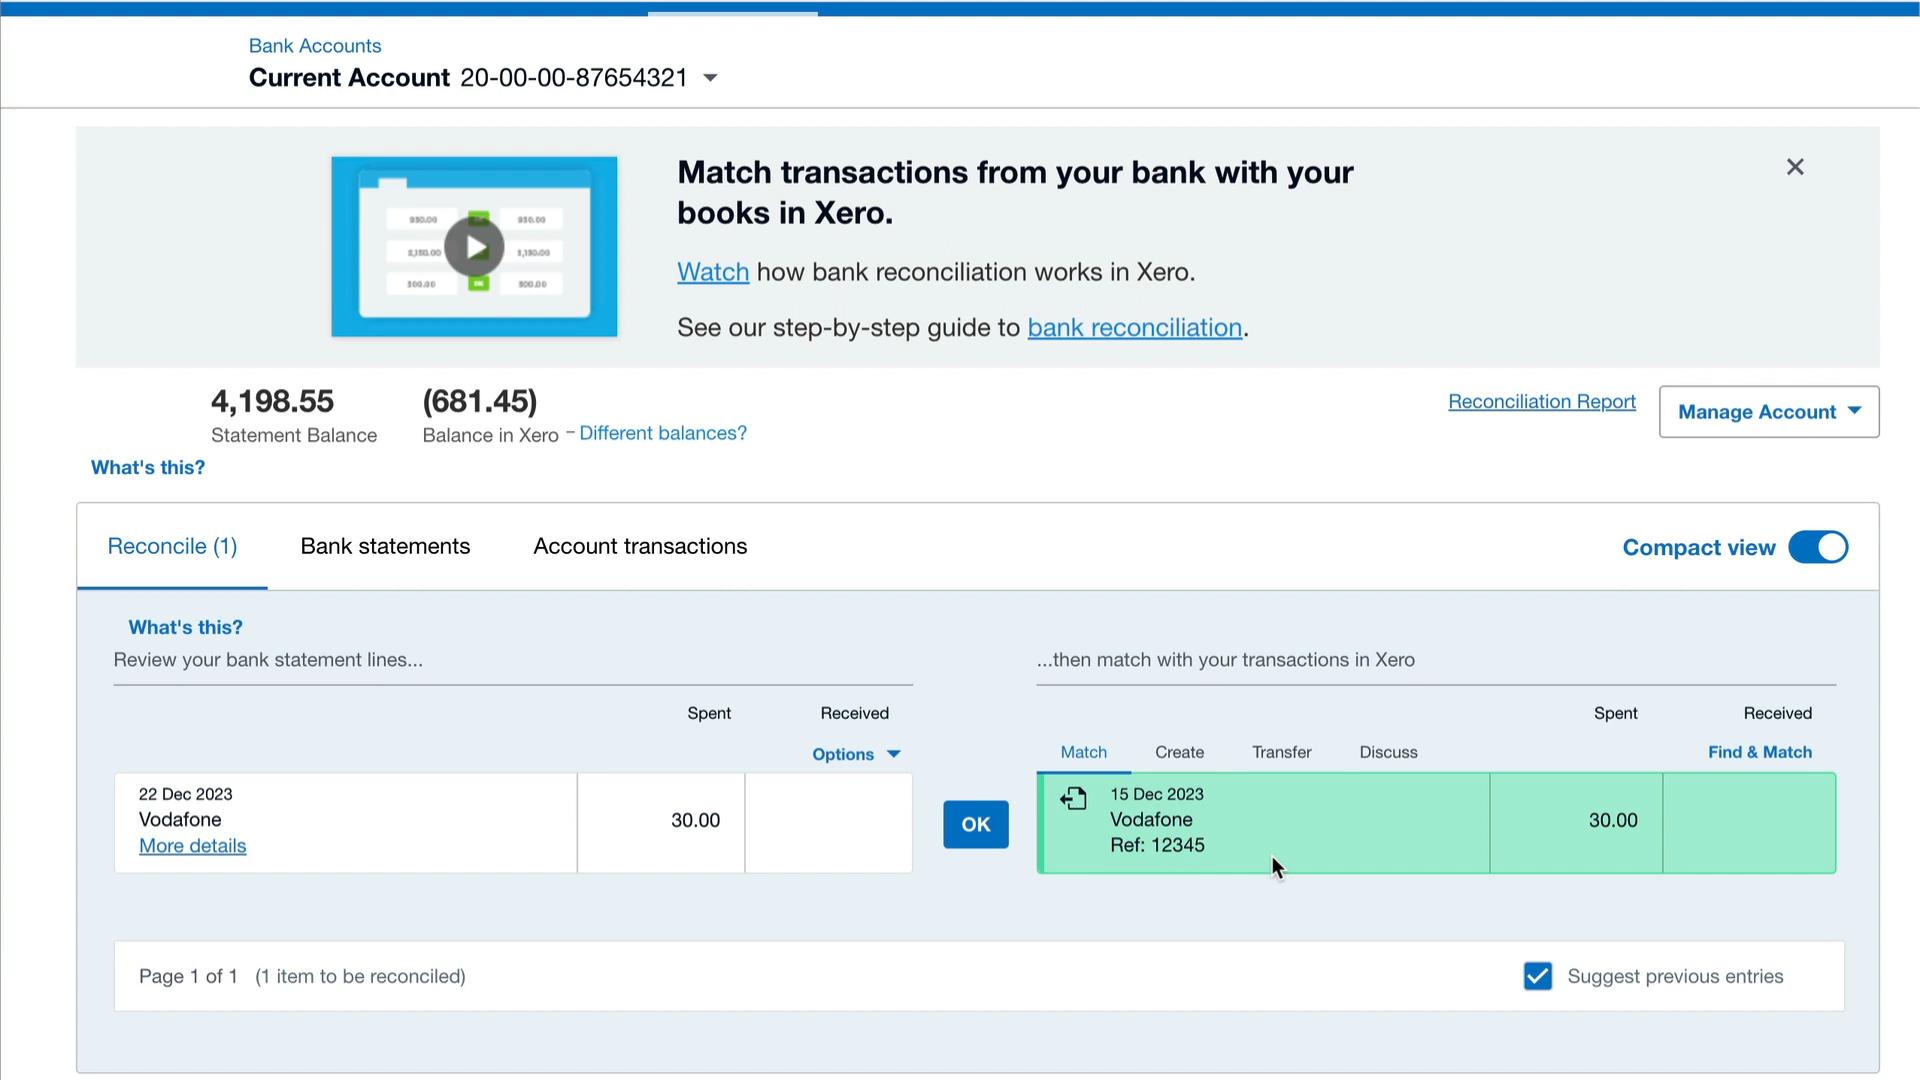 Bank Accounts
Current Account 20-00-00-87654321
Match transactions from your bank with your
books in Xero.
Watch how bank reconciliation works in Xero.
See our step-by-step guide to bank reconciliation.
4,198.55
Statement Balance
(681.45)
Balance in Xero – Different balances?
Reconciliation Report
Manage Account
What's this?
Reconcile (1)
Bank statements
Account transactions
Compact view
What's this?
Review your bank statement lines...
...then match with your transactions in Xero
Spent
Received
Spent
Received
Options
Match
Create
Transfer
Discuss
Find & Match
22 Dec 2023
Vodafone
More details
30.00
OK
15 Dec 2023
Vodafone
Ref: 12345
30.00
Page 1 of 1 (1 item to be reconciled)
Suggest previous entries